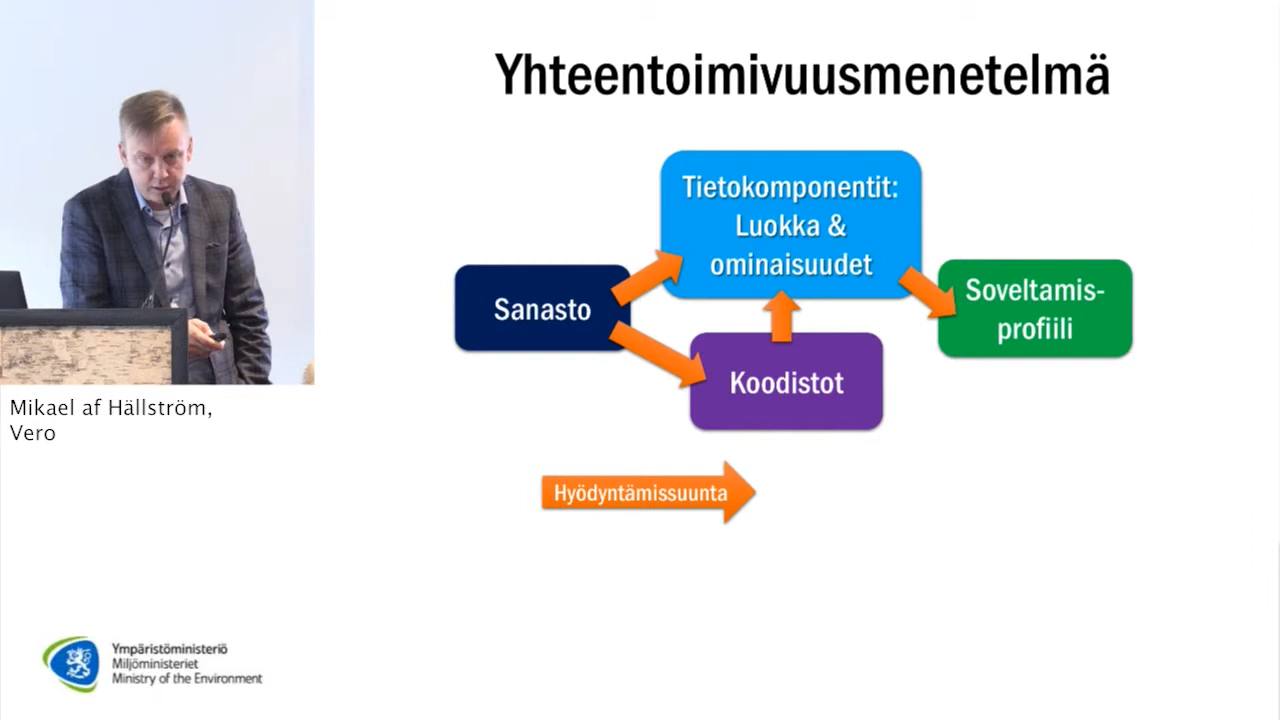 Yhteentoimivuusmenetelmä
Tietokomponentit:
Luokka &
ominaisuudet
Sanasto
Soveltamis-
profiili
Koodistot
Hyödyntämissuunta
Mikael af Hällström,
Vero
Ympäristöministeriö
Miljöministeriet
Ministry of the Environment